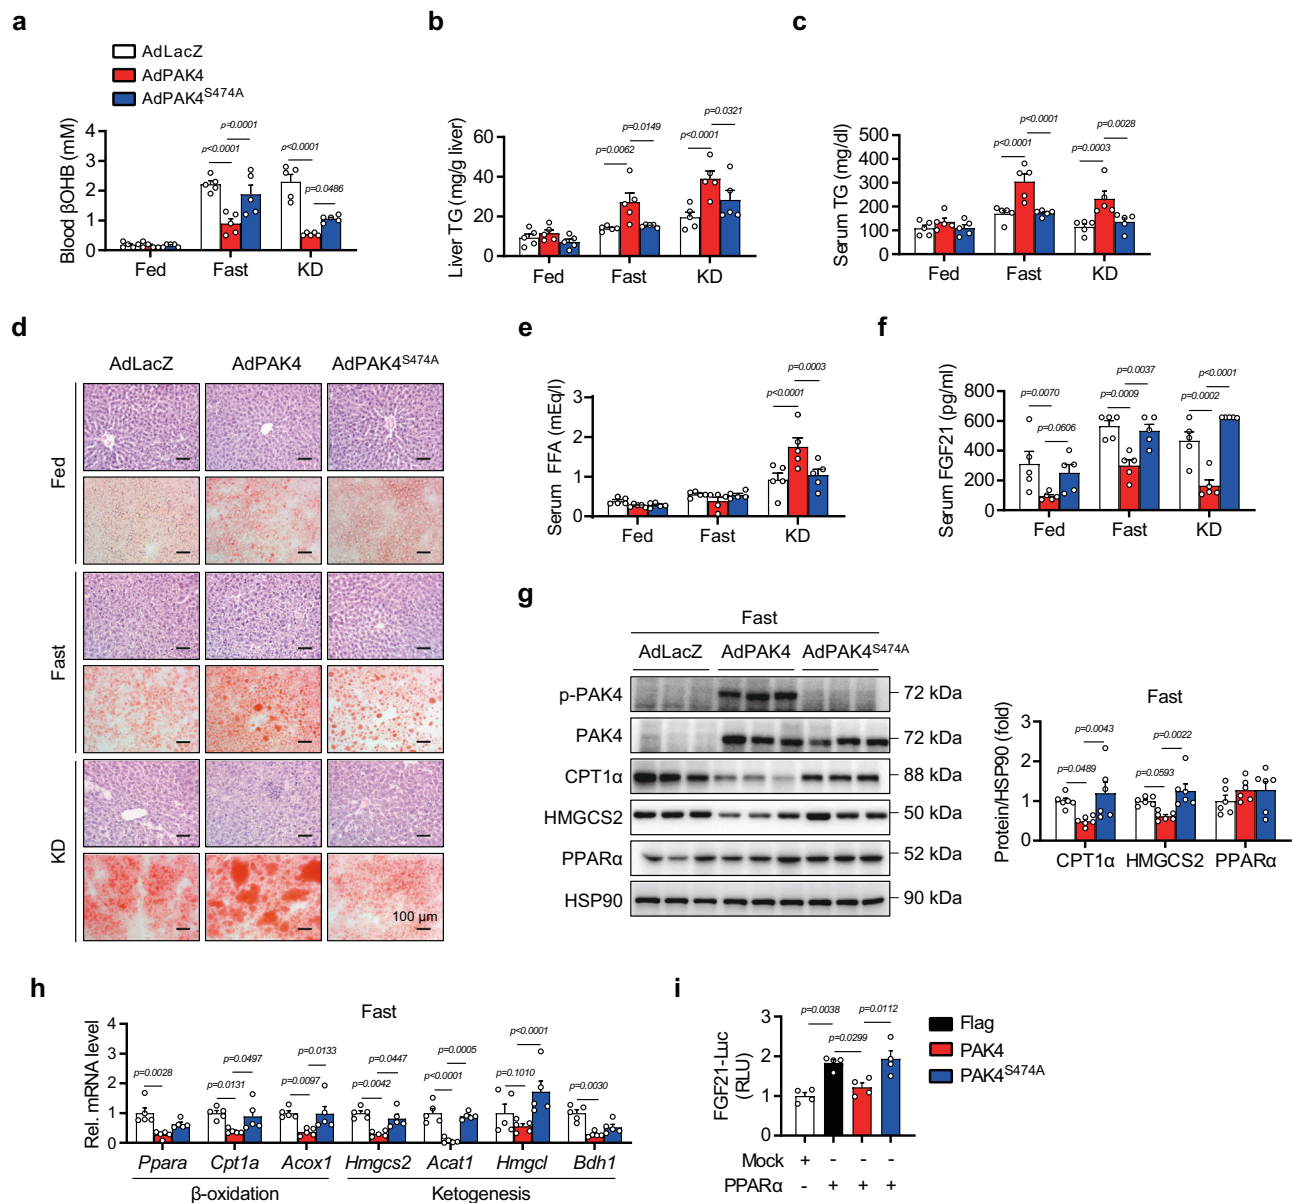 a
AdLacZ
AdPAK4
AdPAK4S474A
Blood βOHB (mM)
4
3
2
1
0
p<0.0001
p=0.0001
p<0.0001
p=0.0486
Fed Fast KD
b
Liver TG (mg/g liver)
60
40
20
0
p=0.0062
p=0.0149
p<0.0001
p=0.0321
Fed Fast KD
c
Serum TG (mg/dl)
500
400
300
200
100
0
p<0.0001
p<0.0001
p=0.0003
p=0.0028
Fed Fast KD
d
AdLacZ AdPAK4 AdPAK4S474A
Fed
Fast
KD
100 µm
e
Serum FFA (mEq/l)
3
2
1
0
p<0.0001
p=0.0003
Fed Fast KD
f
Serum FGF21 (pg/ml)
800
600
400
200
0
p=0.0070
p=0.0606
p=0.0009
p=0.0037
p=0.0002
p<0.0001
Fed Fast KD
g
Fast
AdLacZ AdPAK4 AdPAK4S474A
p-PAK4 72 kDa
PAK4 72 kDa
CPT1α 88 kDa
HMGCS2 50 kDa
PPARα 52 kDa
HSP90 90 kDa
Fast
Protein/HSP90 (fold)
3
2
1
0
p=0.0489
p=0.0043
p=0.0593
p=0.0022
CPT1α HMGCS2 PPARα
h
Fast
Rel. mRNA level
4
3
2
1
0
p=0.0028
p=0.0131
p=0.0497
p=0.0097
p=0.0133
p=0.0042
p=0.0447
p<0.0001
p=0.0005
p=0.1010
p<0.0001
p=0.0030
Ppara Cpt1a Acox1 Hmgcs2 Acat1 Hmgcl Bdh1
β-oxidation Ketogenesis
i
FGF21-Luc
(RLU)
3
2
1
0
p=0.0038
p=0.0299
p=0.0112
Mock + - - -
PPARα - + + +
Flag
PAK4
PAK4S474A